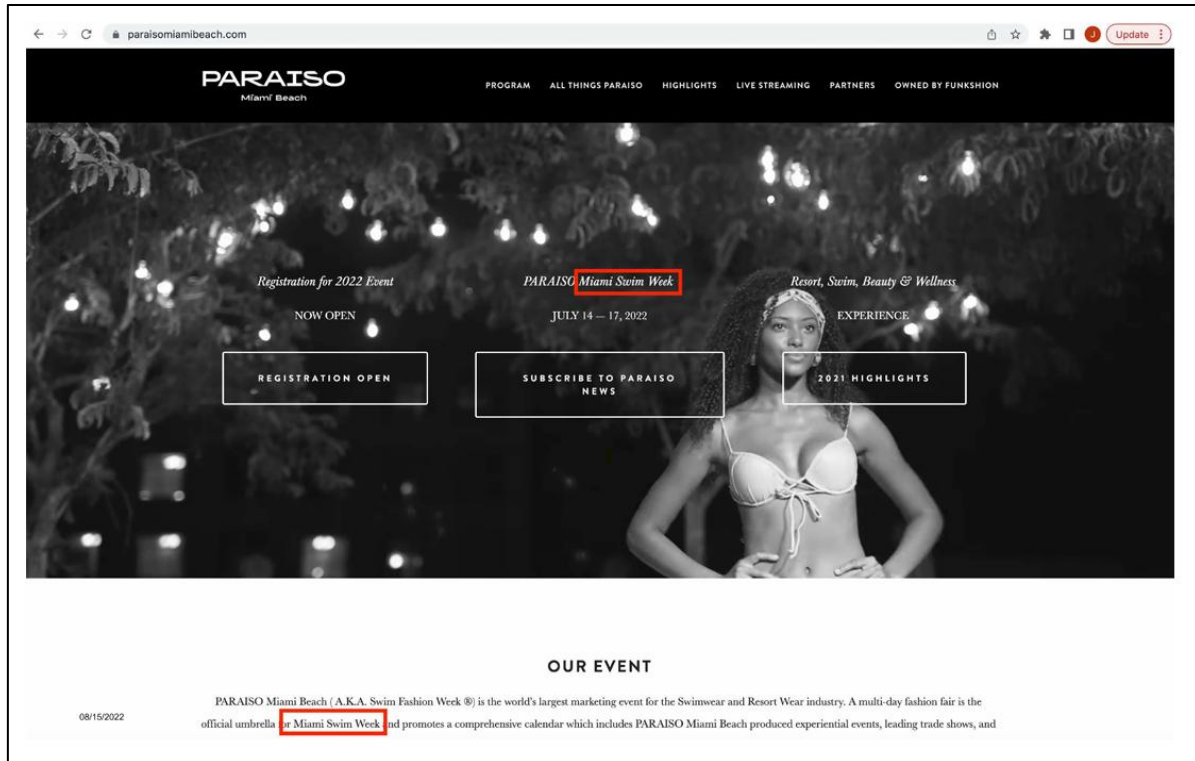 paraisomiamibeach.com
J
Update
PARAISO
Miami Beach
PROGRAM ALL THINGS PARAISO HIGHLIGHTS LIVE STREAMING PARTNERS OWNED BY FUNKSHION
Registration for 2022 Event
NOW OPEN
REGISTRATION OPEN
PARAISO Miami Swim Week
JULY 14 — 17, 2022
SUBSCRIBE TO PARAISO
NEWS
Resort, Swim, Beauty & Wellness
EXPERIENCE
2021 HIGHLIGHTS
OUR EVENT
PARAISO Miami Beach ( A.K.A. Swim Fashion Week ®) is the world's largest marketing event for the Swimwear and Resort Wear industry. A multi-day fashion fair is the
official umbrella for Miami Swim Week and promotes a comprehensive calendar which includes PARAISO Miami Beach produced experiential events, leading trade shows, and
08/15/2022